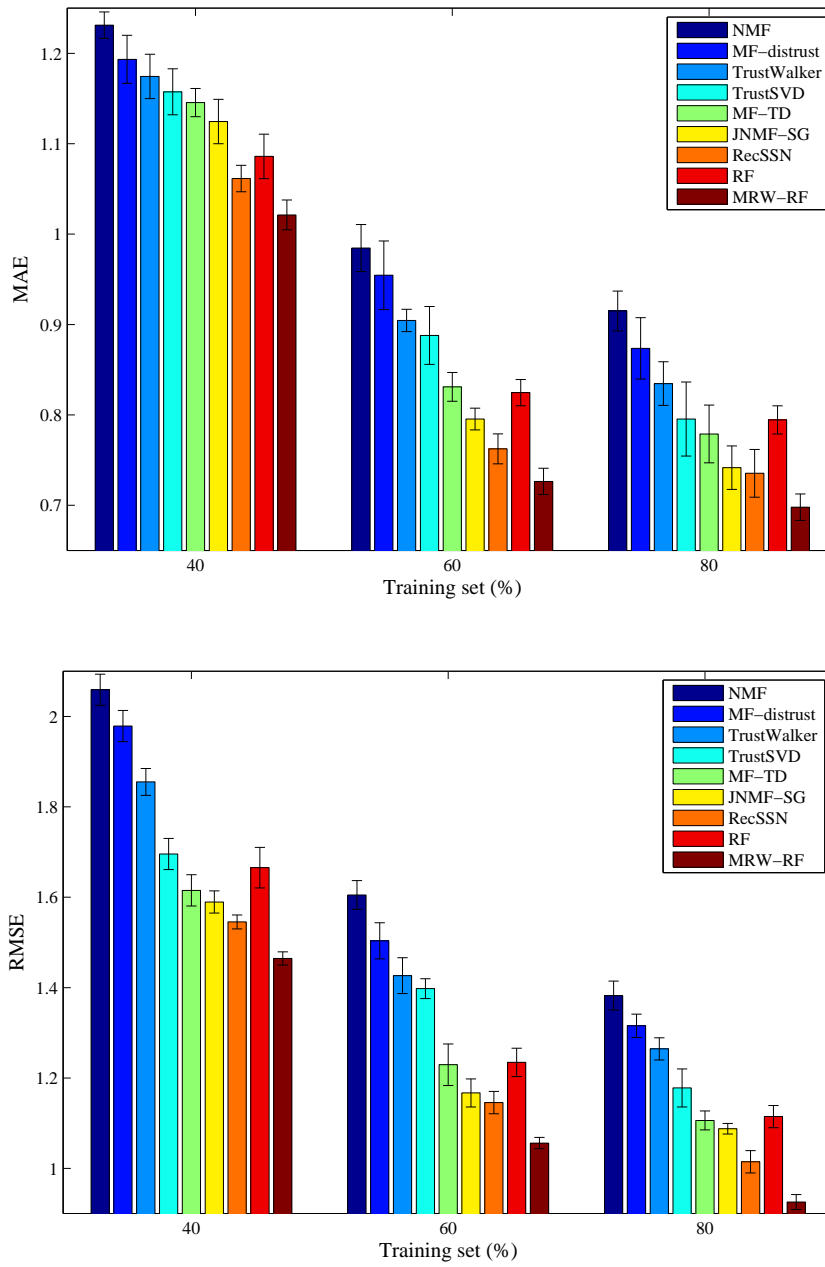 1.2
1.1
1
0.9
0.8
0.7
MAE
40
60
80
Training set (%)
NMF
MF−distrust
TrustWalker
TrustSVD
MF−TD
JNMF−SG
RecSSN
RF
MRW−RF
2
1.8
1.6
1.4
1.2
1
RMSE
40
60
80
Training set (%)
NMF
MF−distrust
TrustWalker
TrustSVD
MF−TD
JNMF−SG
RecSSN
RF
MRW−RF